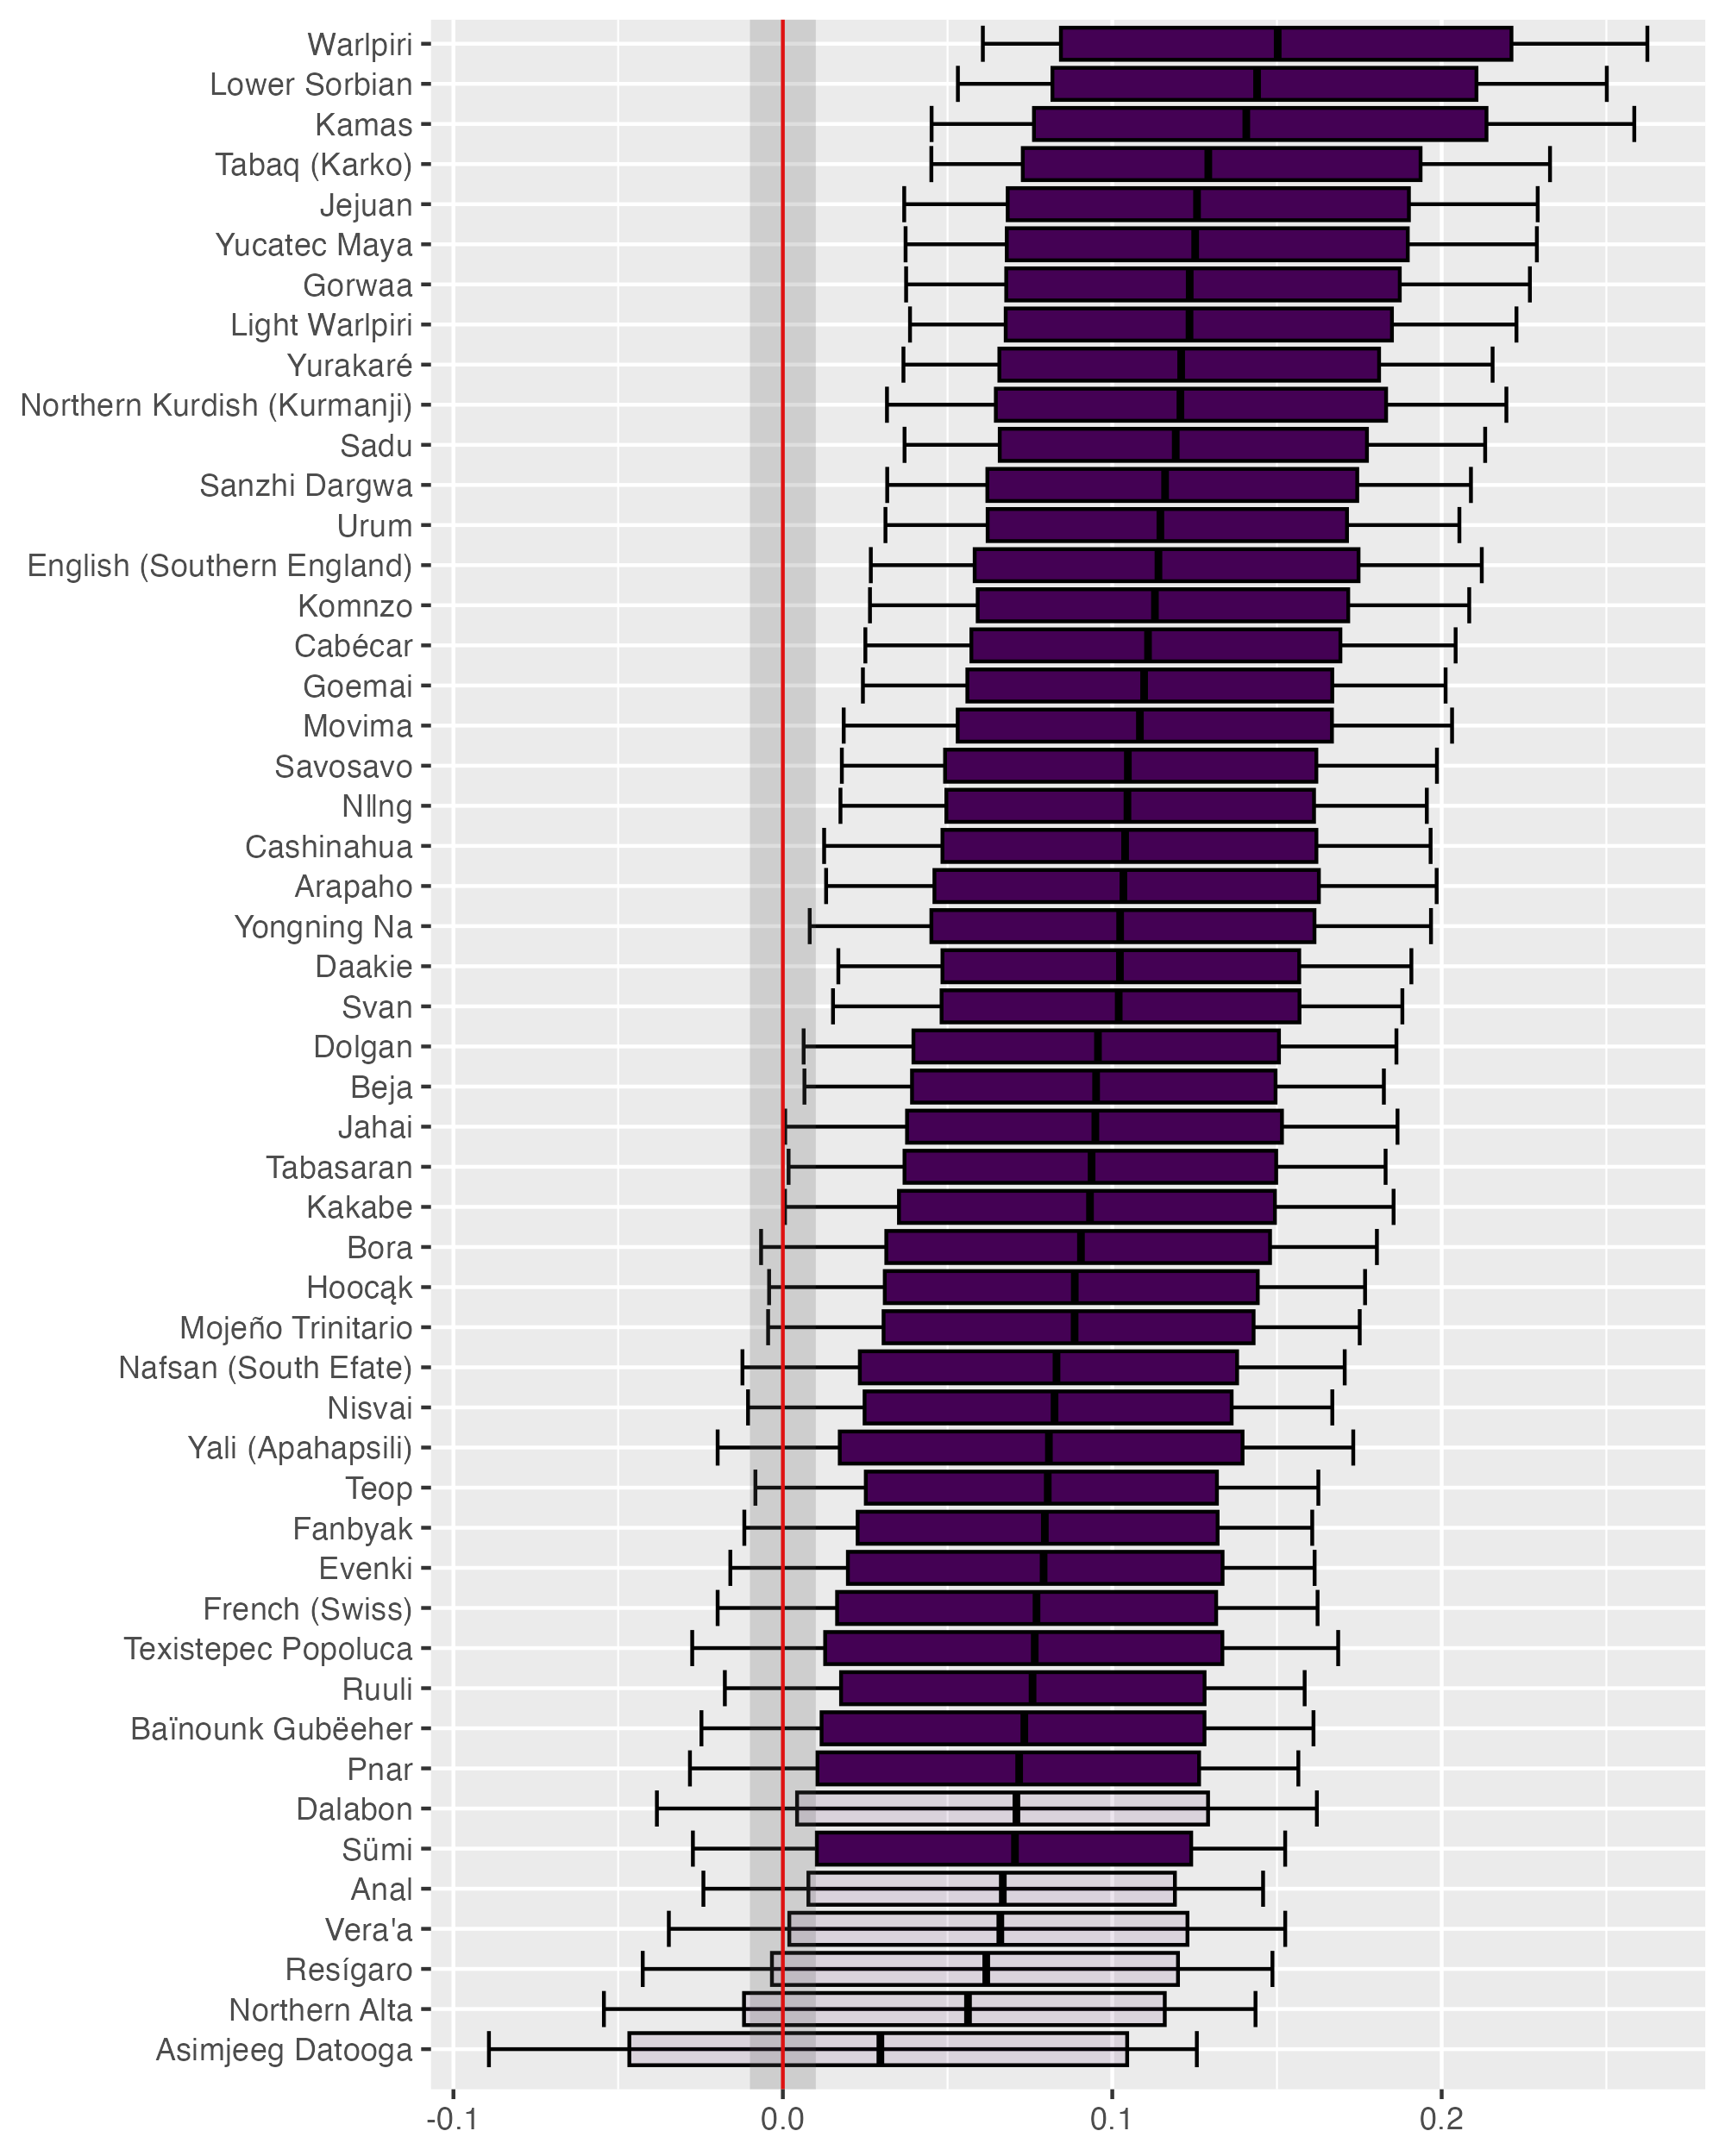 Warlpiri
Lower Sorbian
Kamas
Tabaq (Karko)
Jejuan
Yucatec Maya
Gorwaa
Light Warlpiri
Yurakaré
Northern Kurdish (Kurmanji)
Sadu
Sanzhi Dargwa
Urum
English (Southern England)
Komnzo
Cabécar
Goemai
Movima
Savosavo
Nǁng
Cashinahua
Arapaho
Yongning Na
Daakie
Svan
Dolgan
Beja
Jahai
Tabasaran
Kakabe
Bora
Hoocąk
Mojeño Trinitario
Nafsan (South Efate)
Nisvai
Yali (Apahapsili)
Teop
Fanbyak
Evenki
French (Swiss)
Texistepec Popoluca
Ruuli
Baïnounk Gubëeher
Pnar
Dalabon
Sümi
Anal
Vera'a
Resígaro
Northern Alta
Asimjeeg Datooga
-0.1 0.0 0.1 0.2